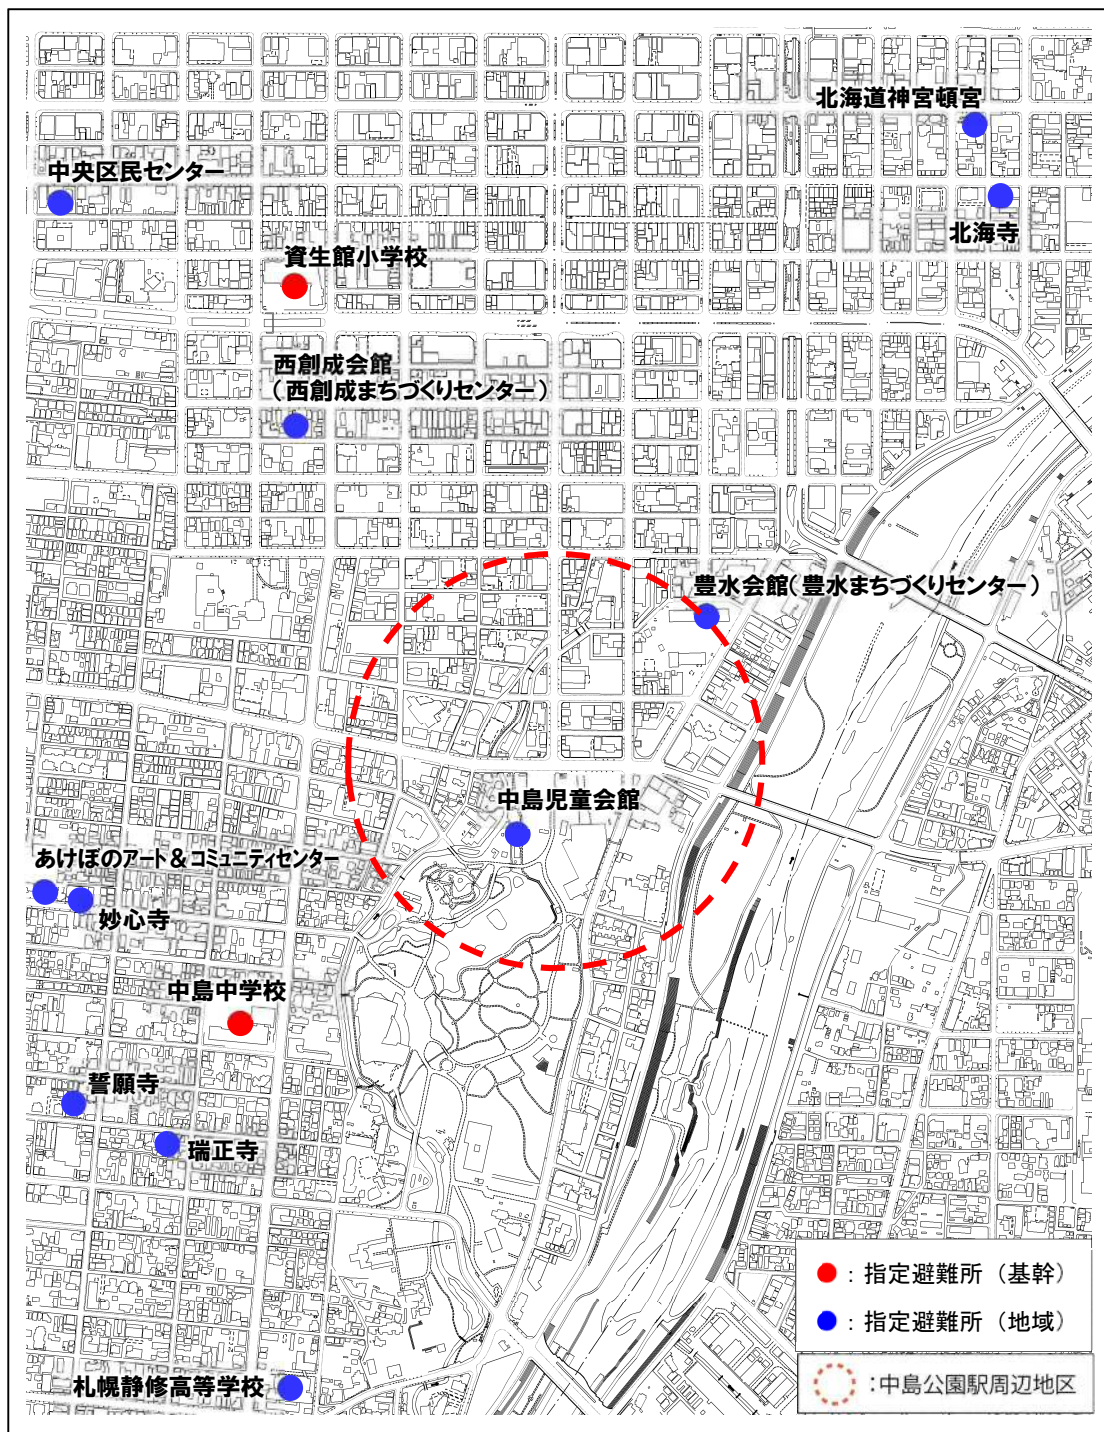 北海道神宮頓宮
中央区民センター
北海寺
資生館小学校
西創成会館
（西創成まちづくりセンター）
豊水会館（豊水まちづくりセンター）
中島児童会館
あけぼのアート＆コミュニティセンター
妙心寺
中島中学校
誓願寺
瑞正寺
札幌静修高等学校
：指定避難所（基幹）
：指定避難所（地域）
：中島公園駅周辺地区